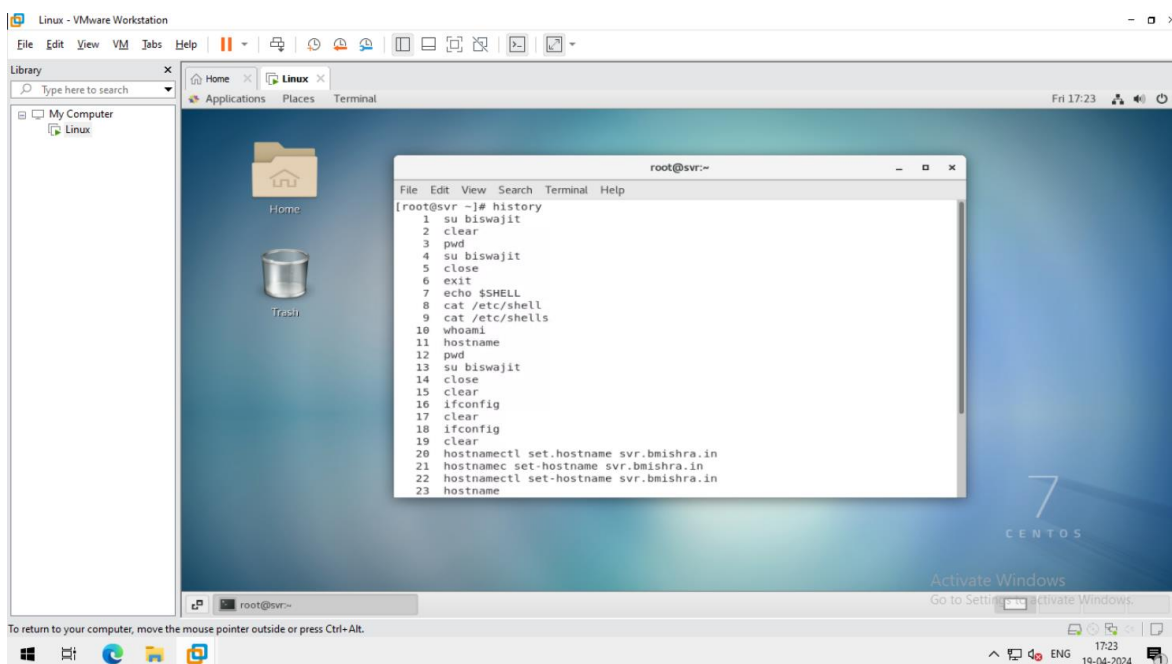 Linux - VMware Workstation
File Edit View VM Tabs Help
Library
Type here to search
My Computer
Linux
Home
Linux
Applications Places Terminal
Fri 17:23
Home
Trash
root@svr:~
File Edit View Search Terminal Help
[root@svr ~]# history
1 su biswajit
2 clear
3 pwd
4 su biswajit
5 close
6 exit
7 echo $SHELL
8 cat /etc/shell
9 cat /etc/shells
10 whoami
11 hostname
12 pwd
13 su biswajit
14 close
15 clear
16 ifconfig
17 clear
18 ifconfig
19 clear
20 hostnamectl set.hostname svr.bmishra.in
21 hostnamec set-hostname svr.bmishra.in
22 hostnamectl set-hostname svr.bmishra.in
23 hostname
7
CENTOS
Activate Windows
Go to Settings to activate Windows.
root@svr:~
To return to your computer, move the mouse pointer outside or press Ctrl+Alt.
ENG
17:23
19-04-2024